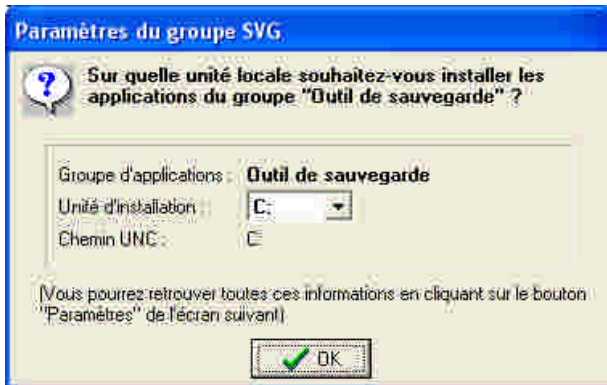 Paramètres du groupe SVG
Sur quelle unité locale souhaitez-vous installer les
applications du groupe "Outil de sauvegarde" ?
Groupe d'applications : Outil de sauvegarde
Unité d'installation : C:
Chemin UNC : C
(Vous pourrez retrouver toutes ces informations en cliquant sur le bouton
"Paramètres" de l'écran suivant)
OK